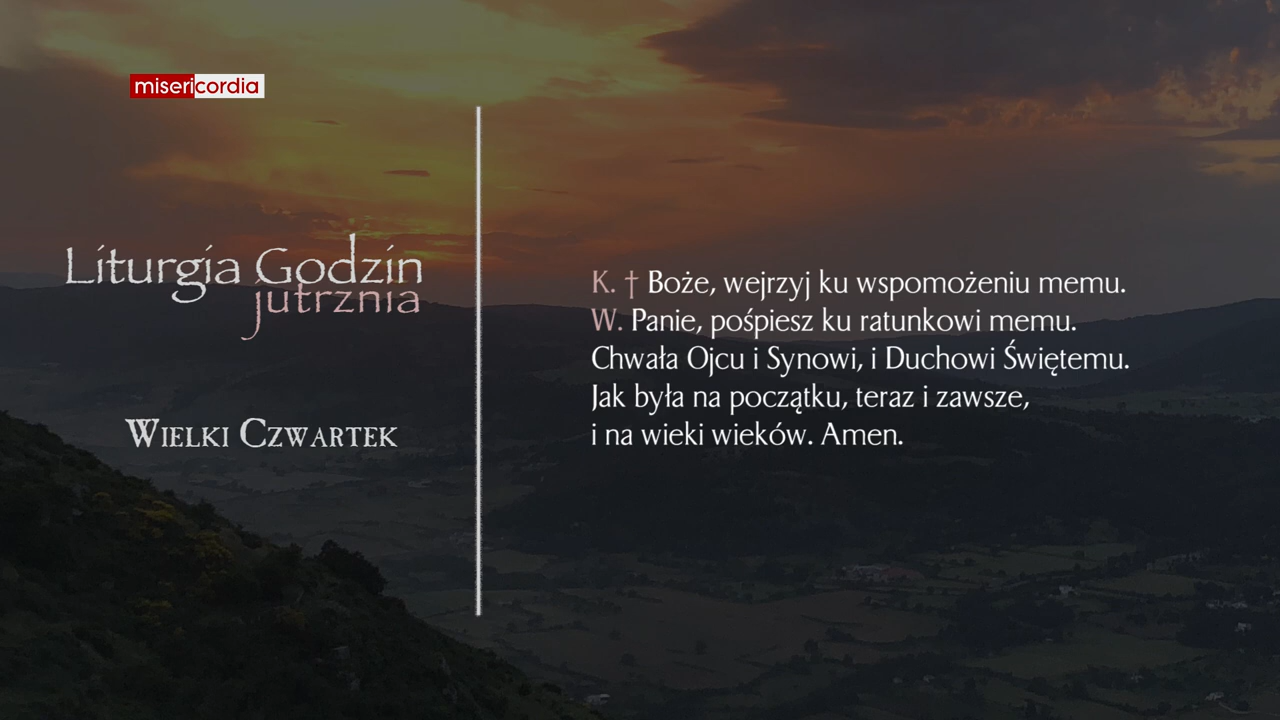 misericordia
Liturgia Godzin
jutrznia
Wielki Czwartek
K. † Boże, wejrzyj ku wspomożeniu memu.
W. Panie, pośpiesz ku ratunkowi memu.
Chwała Ojcu i Synowi, i Duchowi Świętemu.
Jak była na początku, teraz i zawsze,
i na wieki wieków. Amen.